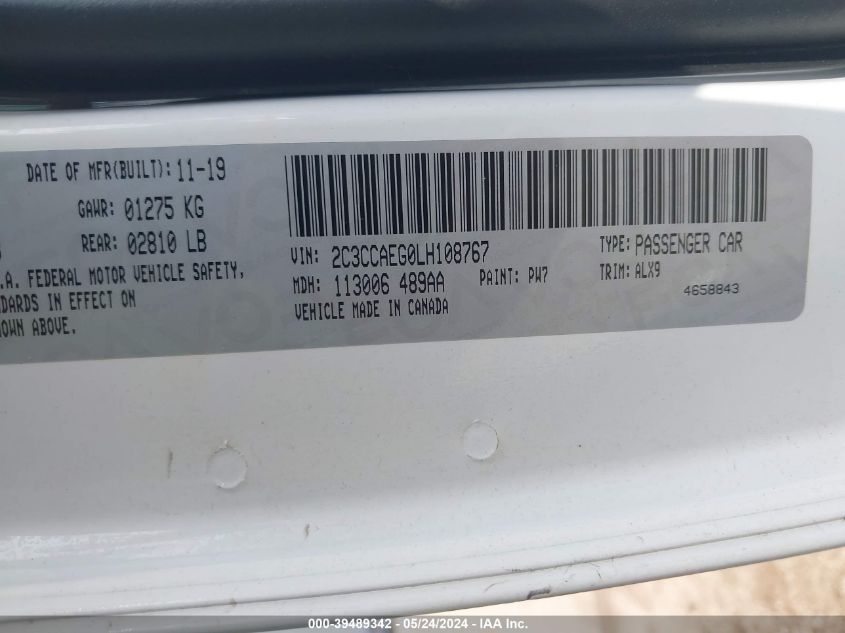 DATE OF MFR(BUILT): 11-19
GAWR: 01275 KG
REAR: 02810 LB
.A. FEDERAL MOTOR VEHICLE SAFETY,
NDARDS IN EFFECT ON
HOWN ABOVE.
VIN: 2C3CCAEG0LH108767
TYPE: PASSENGER CAR
MDH: 113006 489AA
PAINT: PW7
TRIM: ALX9
VEHICLE MADE IN CANADA
4658843
000-39489342 - 05/24/2024 - IAA Inc.